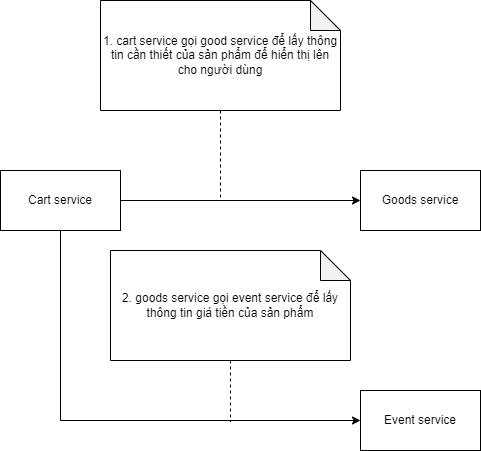 1. cart service gọi good service để lấy thông
tin cần thiết của sản phẩm để hiển thị lên
cho người dùng
Cart service
Goods service
2. goods service gọi event service để lấy
thông tin giá tiền của sản phẩm
Event service